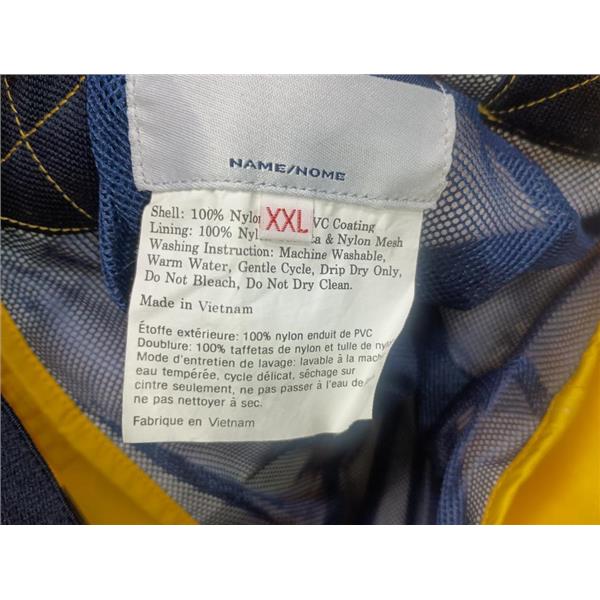 NAME/NOME
XXL
Shell: 100% Nylon VC Coating
Lining: 100% Nyl a & Nylon Mesh
Washing Instruction: Machine Washable,
Warm Water, Gentle Cycle, Drip Dry Only,
Do Not Bleach, Do Not Dry Clean.
Made in Vietnam
Étoffe extérieure: 100% nylon enduit de PVC
Doublure: 100% taffetas de nylon et tulle de nylon
Mode d'entretien de lavage: lavable à la mach
eau tempérée, cycle délicat, séchage sur
cintre seulement, ne pas passer à l'eau de
ne pas nettoyer à sec.
Fabrique en Vietnam